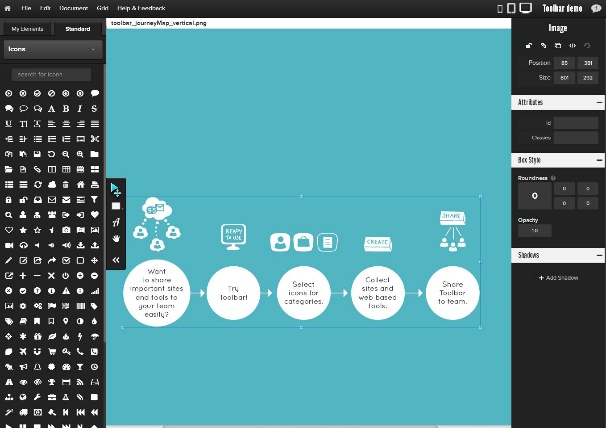 File Edit Document Grid Help & Feedback
Toolbar demo
My Elements Standard
toolbar_journeyMap_vertical.png
Image
Icons
search for icons
Position 85 381
Size 801 292
Attributes
Id
Classes
Box Style
Roundness
0 0 0
0 0
Opacity
1.0
Shadows
+ Add Shadow
READY
TO USE
CREATE
SHARE
Want
to share
important sites
and tools to
your team
easily?
Try
Toolbar!
Select
icons for
categories.
Collect
sites and
web based
tools.
Share
Toolbar
to team.